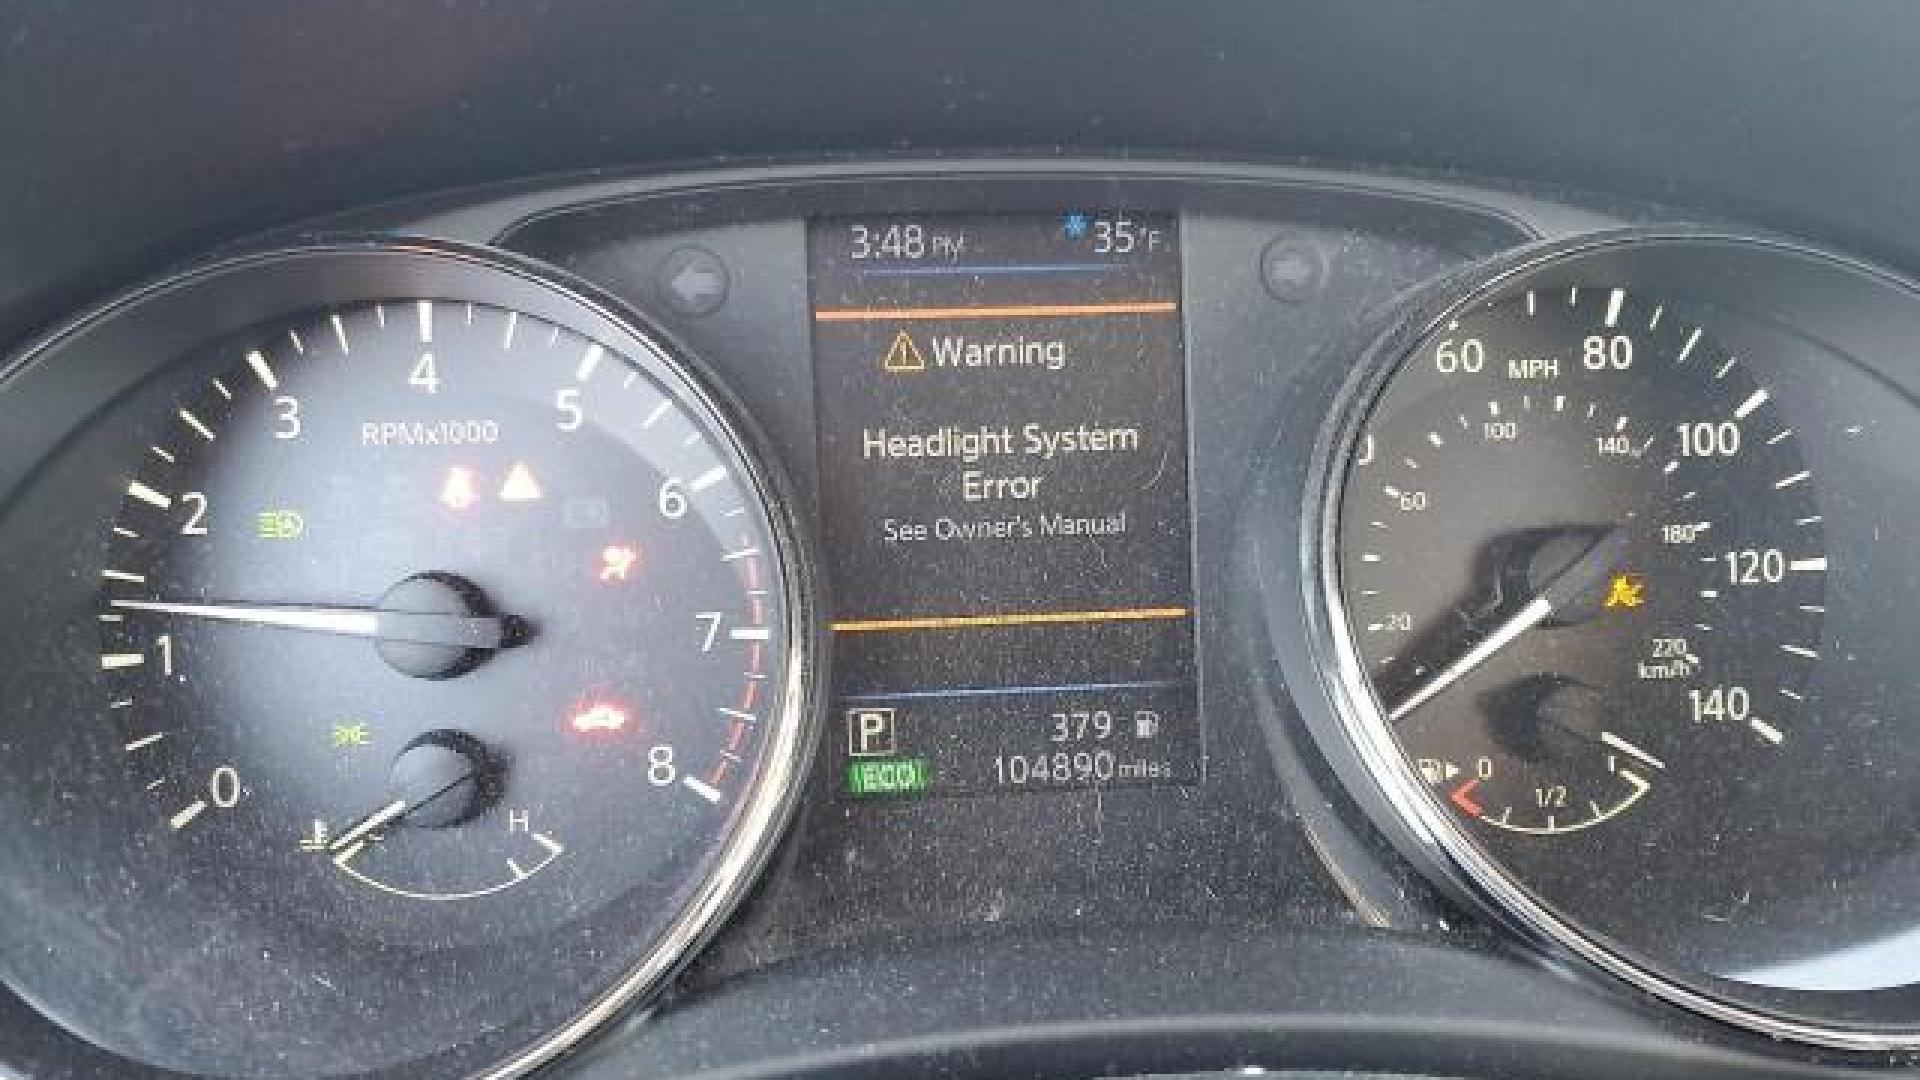 3:48 PM 35°F
Warning
Headlight System
Error
See Owner's Manual
P 379
104890 miles
0
1
2
3
4
5
6
7
8
RPMx1000
H
60
80
100
120
140
MPH
20
60
100
140
180
220
km/h
0
1/2
1